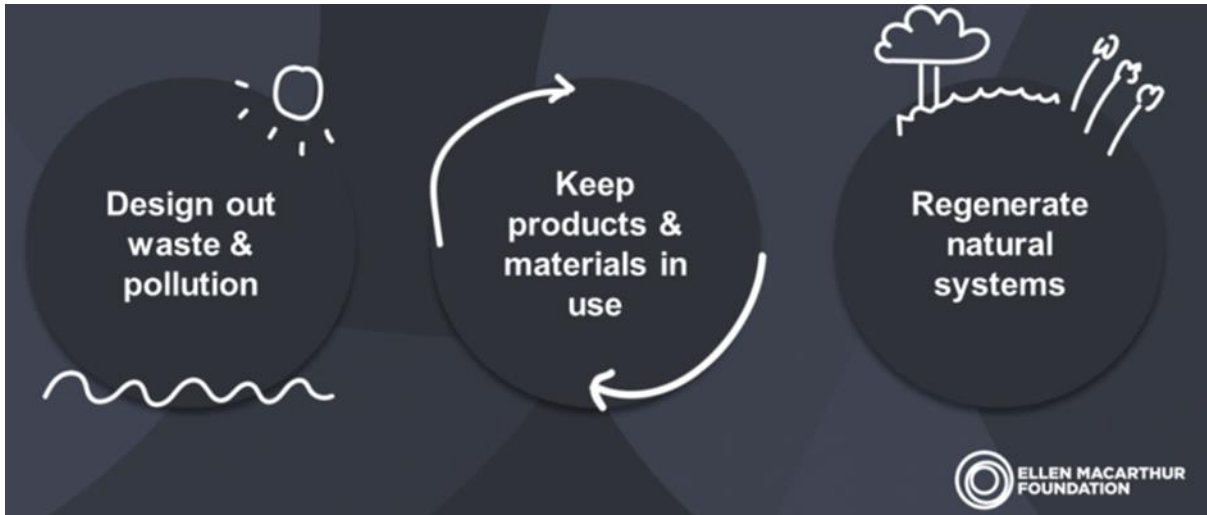 Design out
waste &
pollution
Keep
products &
materials in
use
Regenerate
natural
systems
ELLEN MACARTHUR
FOUNDATION